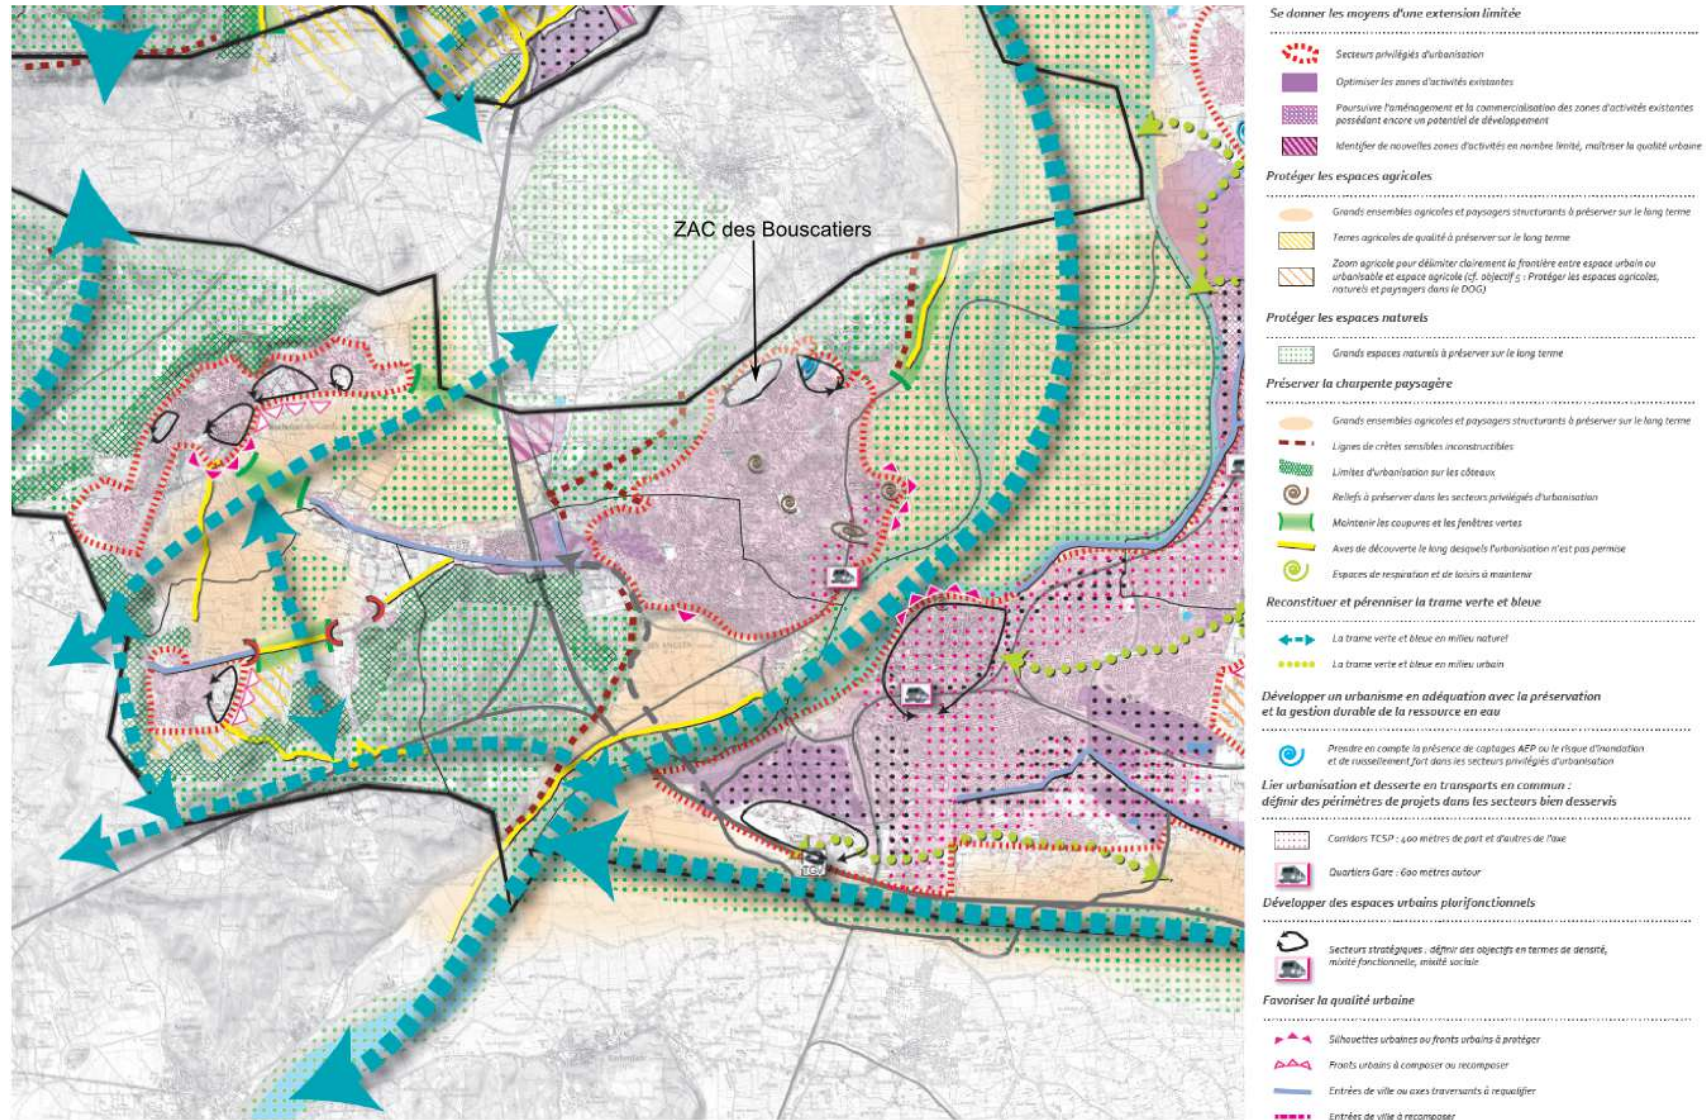 ZAC des Bouscatiers
LES ANGLES
TGV
Se donner les moyens d'une extension limitée
Secteurs privilégiés d'urbanisation
Optimiser les zones d'activités existantes
Poursuivre l'aménagement et la commercialisation des zones d'activités existantes
possédant encore un potentiel de développement
Identifier de nouvelles zones d'activités en nombre limité, maîtriser la qualité urbaine
Protéger les espaces agricoles
Grands ensembles agricoles et paysagers structurants à préserver sur le long terme
Terres agricoles de qualité à préserver sur le long terme
Zoom agricole pour délimiter clairement la frontière entre espace urbain ou
urbanisable et espace agricole (cf. objectif 5 : Protéger les espaces agricoles,
naturels et paysagers dans le DOG)
Protéger les espaces naturels
Grands espaces naturels à préserver sur le long terme
Préserver la charpente paysagère
Grands ensembles agricoles et paysagers structurants à préserver sur le long terme
Lignes de crêtes sensibles inconstructibles
Limites d'urbanisation sur les côteaux
Reliefs à préserver dans les secteurs privilégiés d'urbanisation
Maintenir les coupures et les fenêtres vertes
Axes de découverte le long desquels l'urbanisation n'est pas permise
Espaces de respiration et de loisirs à maintenir
Reconstituer et pérenniser la trame verte et bleue
La trame verte et bleue en milieu naturel
La trame verte et bleue en milieu urbain
Développer un urbanisme en adéquation avec la préservation
et la gestion durable de la ressource en eau
Prendre en compte la présence de captages AEP ou le risque d'inondation
et de ruissellement fort dans les secteurs privilégiés d'urbanisation
Lier urbanisation et desserte en transports en commun :
définir des périmètres de projets dans les secteurs bien desservis
Corridors TCSP : 400 mètres de part et d'autres de l'axe
Quartiers Gare : 600 mètres autour
Développer des espaces urbains plurifonctionnels
Secteurs stratégiques : définir des objectifs en termes de densité,
mixité fonctionnelle, mixité sociale
Favoriser la qualité urbaine
Silhouettes urbaines ou fronts urbains à protéger
Fronts urbains à composer ou recomposer
Entrées de ville ou axes traversants à requalifier
Entrées de ville à recomposer